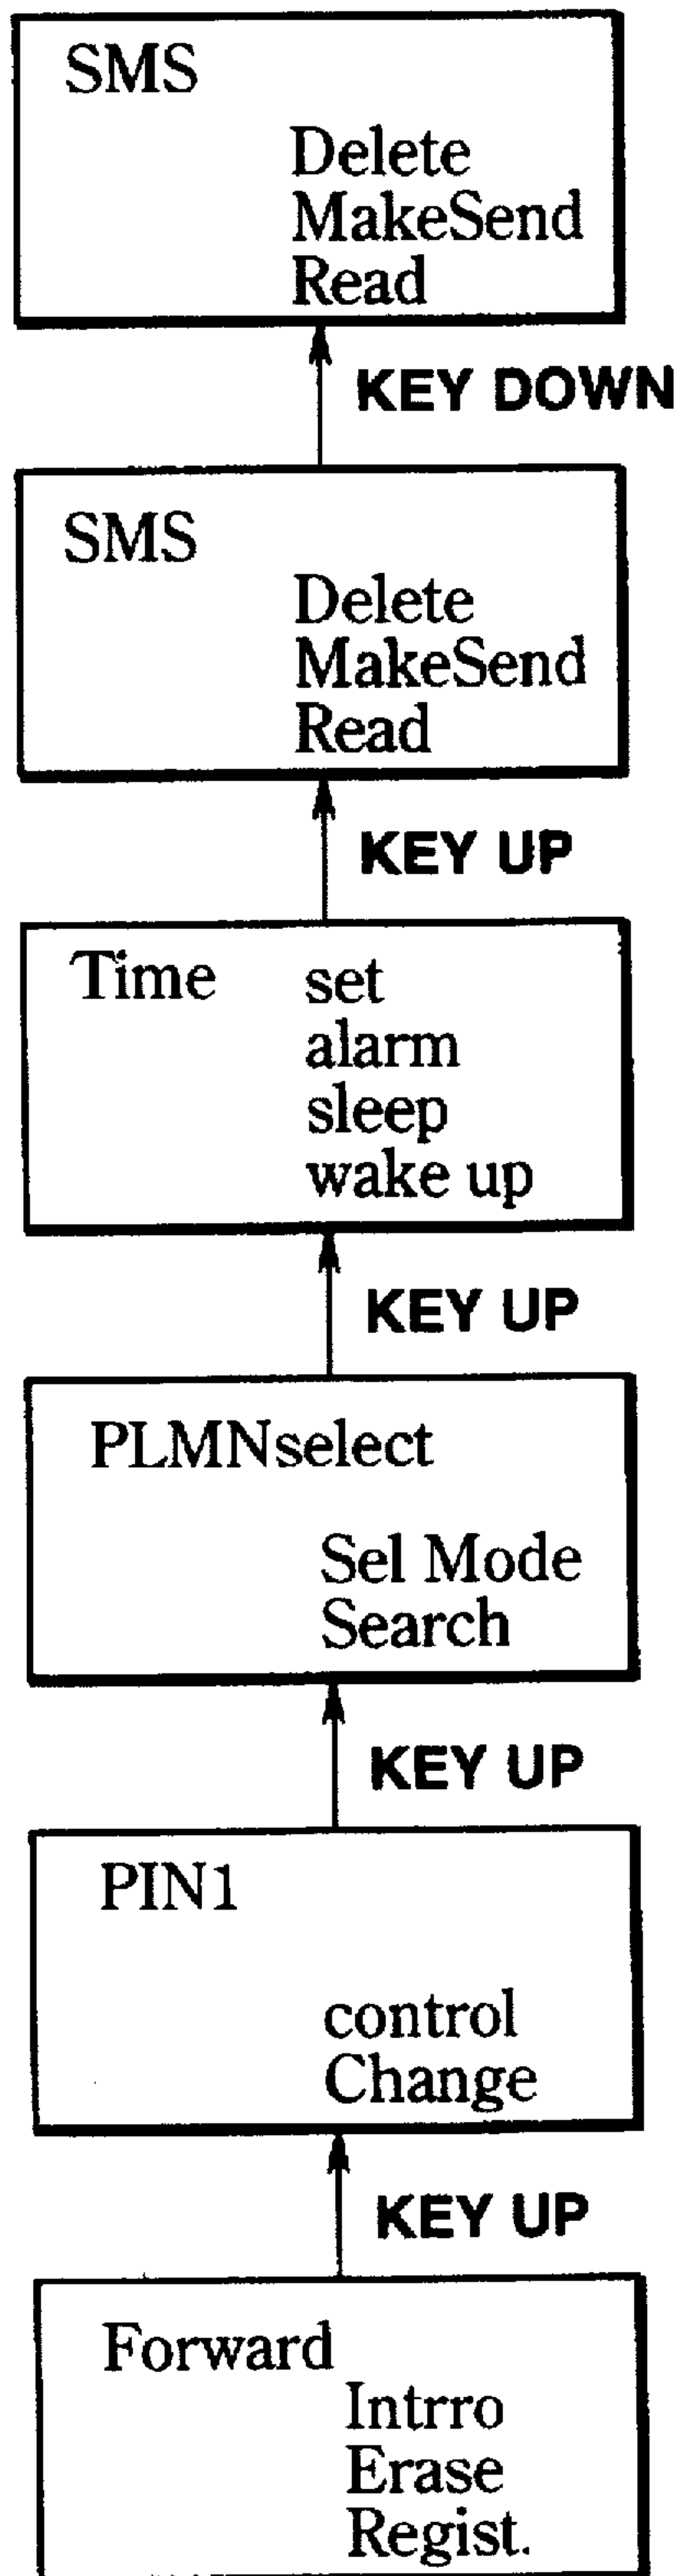 SMS
Delete
MakeSend
Read
KEY DOWN
SMS
Delete
MakeSend
Read
KEY UP
Time set
alarm
sleep
wake up
KEY UP
PLMNselect
Sel Mode
Search
KEY UP
PIN1
control
Change
KEY UP
Forward
Intrro
Erase
Regist.